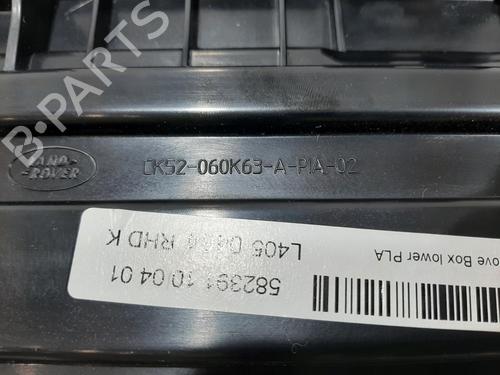 B-PARTS
LAND-
ROVER
CK52-060K63-A-PIA-02
ove Box lower PLA
L405 RHD K
582391 10 04 01